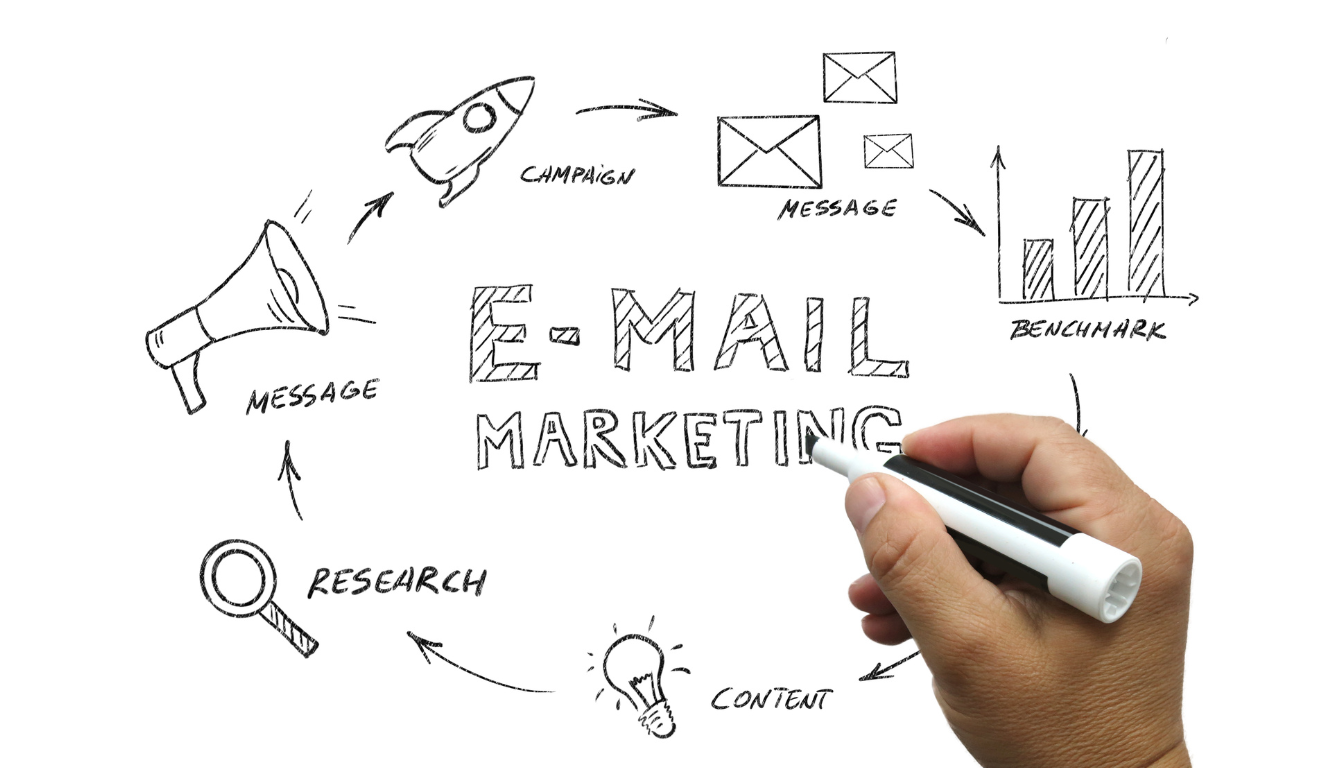 CAMPAIGN
MESSAGE
BENCHMARK
E-MAIL
MARKETING
MESSAGE
RESEARCH
CONTENT